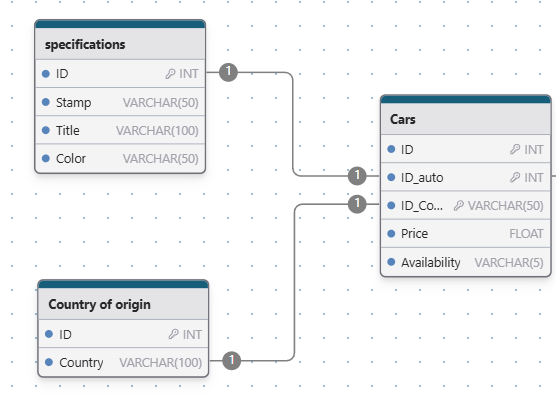 specifications
ID INT
Stamp VARCHAR(50)
Title VARCHAR(100)
Color VARCHAR(50)
1
Cars
ID INT
1 ID_auto INT
1 ID_Co... VARCHAR(50)
Price FLOAT
Availability VARCHAR(5)
Country of origin
ID INT
Country VARCHAR(100)
1